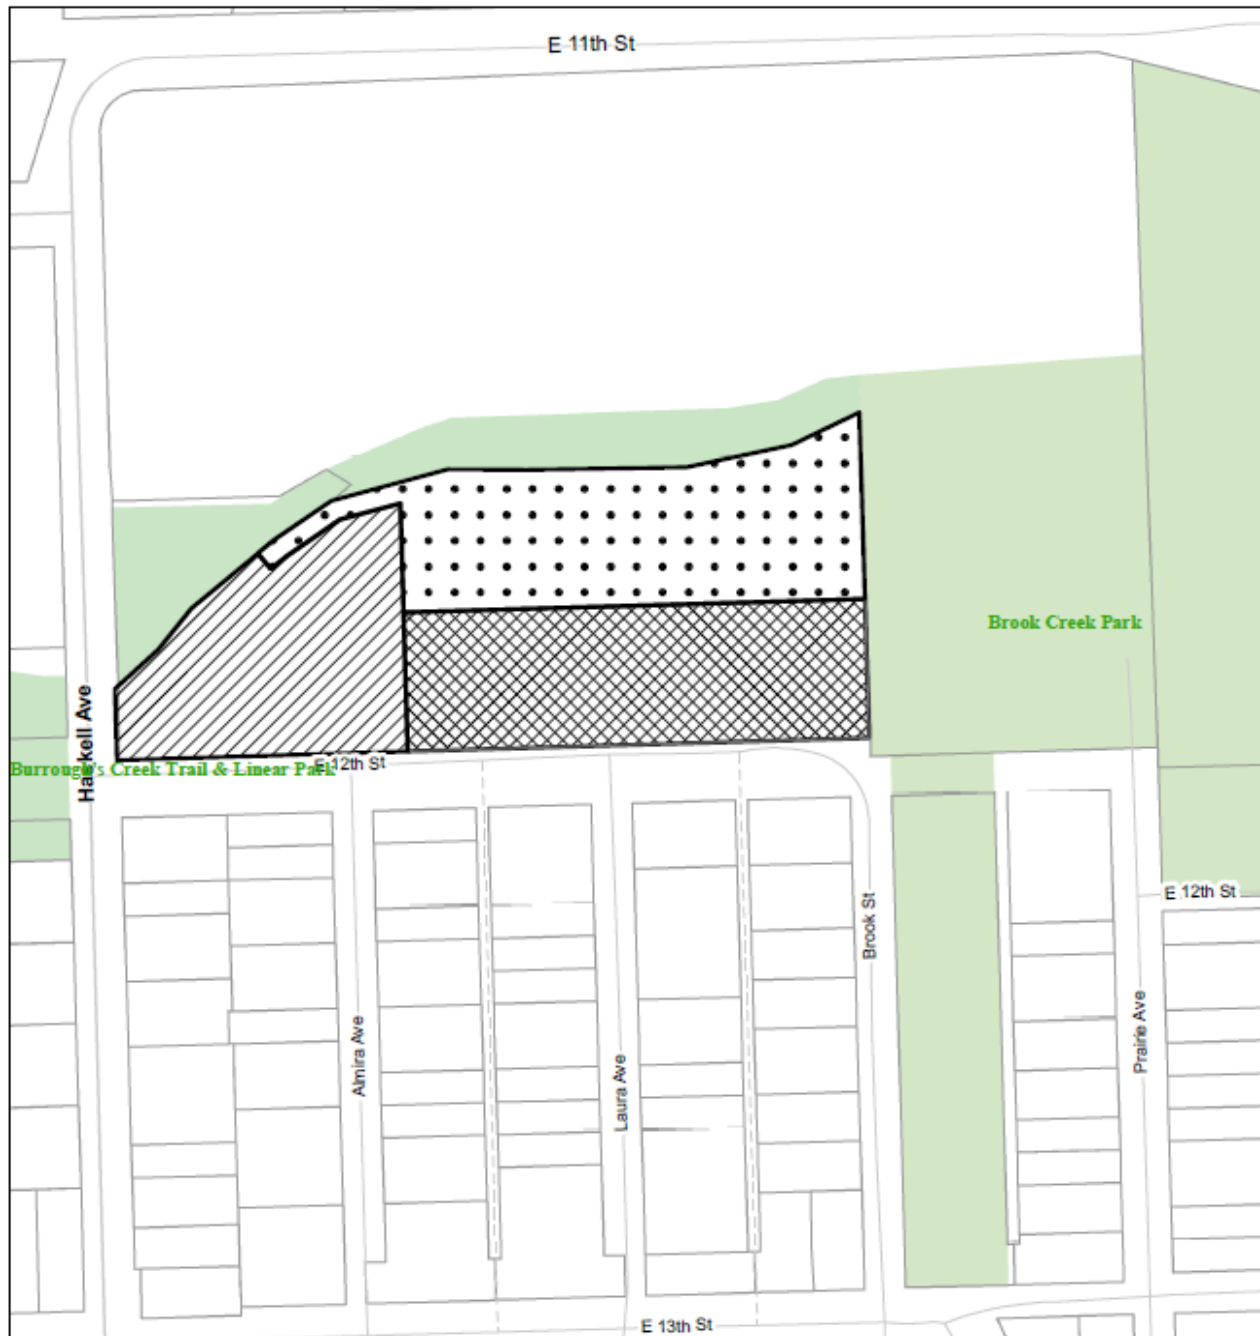 E 11th St
Brook Creek Park
Haskell Ave
Burrough's Creek Trail & Linear Park
E 12th St
E 12th St
Brook St
Almira Ave
Laura Ave
Prairie Ave
E 13th St